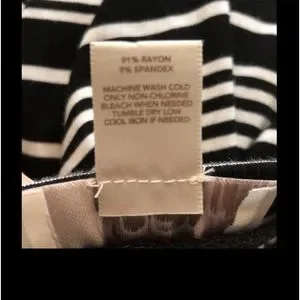 91% RAYON
9% SPANDEX
MACHINE WASH COLD
ONLY NON-CHLORINE
BLEACH WHEN NEEDED
TUMBLE DRY LOW
COOL IRON IF NEEDED